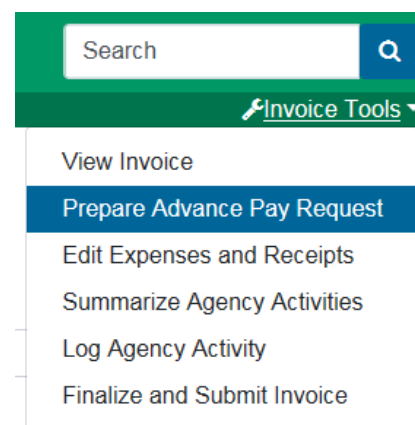 Search
Invoice Tools
View Invoice
Prepare Advance Pay Request
Edit Expenses and Receipts
Summarize Agency Activities
Log Agency Activity
Finalize and Submit Invoice